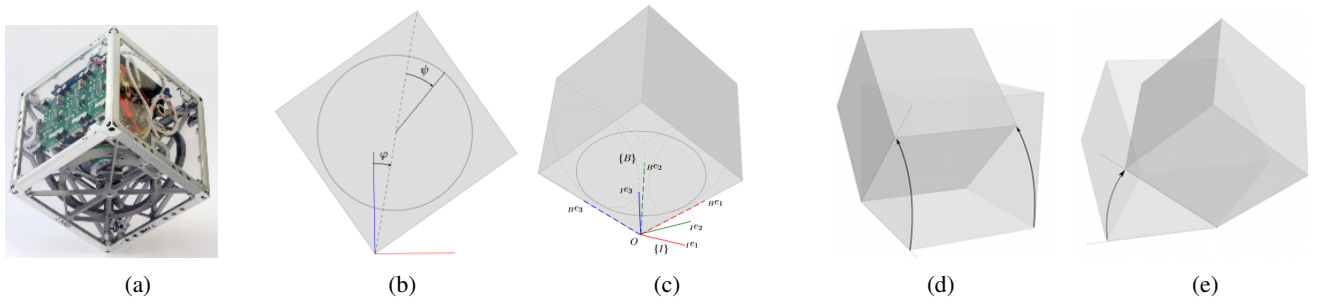 ψ
φ
{B}
Be2
Ie3
Be3
Be1
Ie2
O
Ie1
{I}
(a) (b) (c) (d) (e)